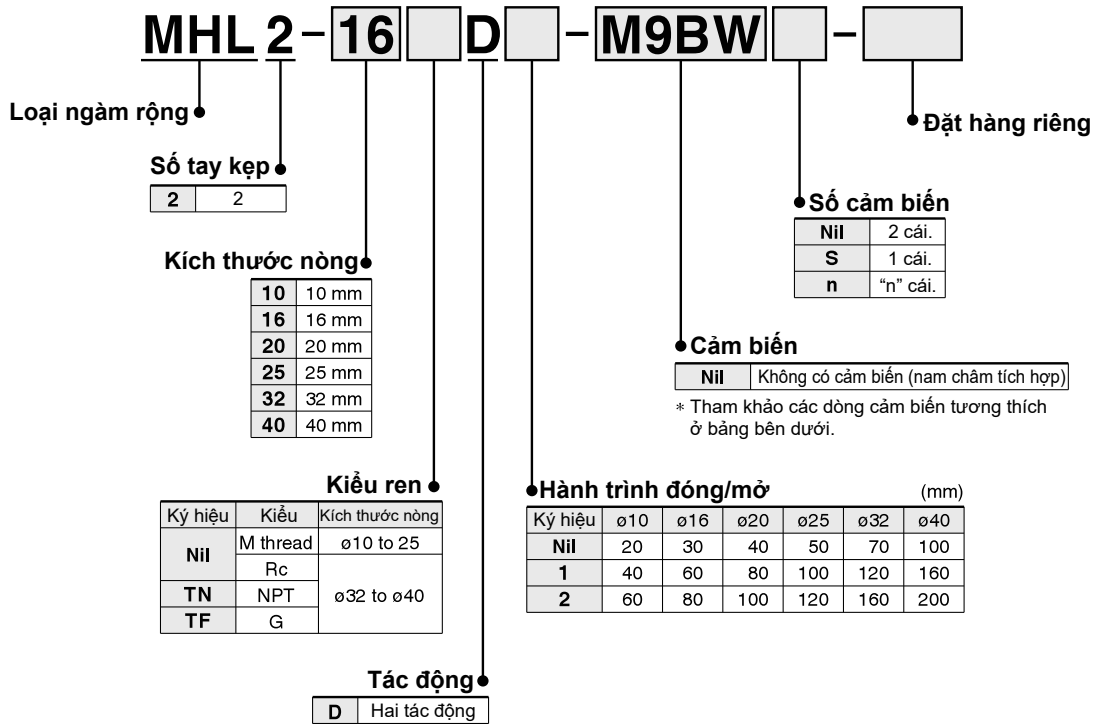 MHL 2 - 16 D - M9BW -
Loại ngàm rộng
Đặt hàng riêng
Số tay kẹp
2 2
Số cảm biến
Nil 2 cái.
S 1 cái.
n “n” cái.
Kích thước nòng
10 10 mm
16 16 mm
20 20 mm
25 25 mm
32 32 mm
40 40 mm
Cảm biến
Nil Không có cảm biến (nam châm tích hợp)
* Tham khảo các dòng cảm biến tương thích
ở bảng bên dưới.
Kiểu ren
Ký hiệu Kiểu Kích thước nòng
Nil M thread ø10 to 25
Rc ø32 to ø40
TN NPT
TF G
Hành trình đóng/mở (mm)
Ký hiệu ø10 ø16 ø20 ø25 ø32 ø40
Nil 20 30 40 50 70 100
1 40 60 80 100 120 160
2 60 80 100 120 160 200
Tác động
D Hai tác động